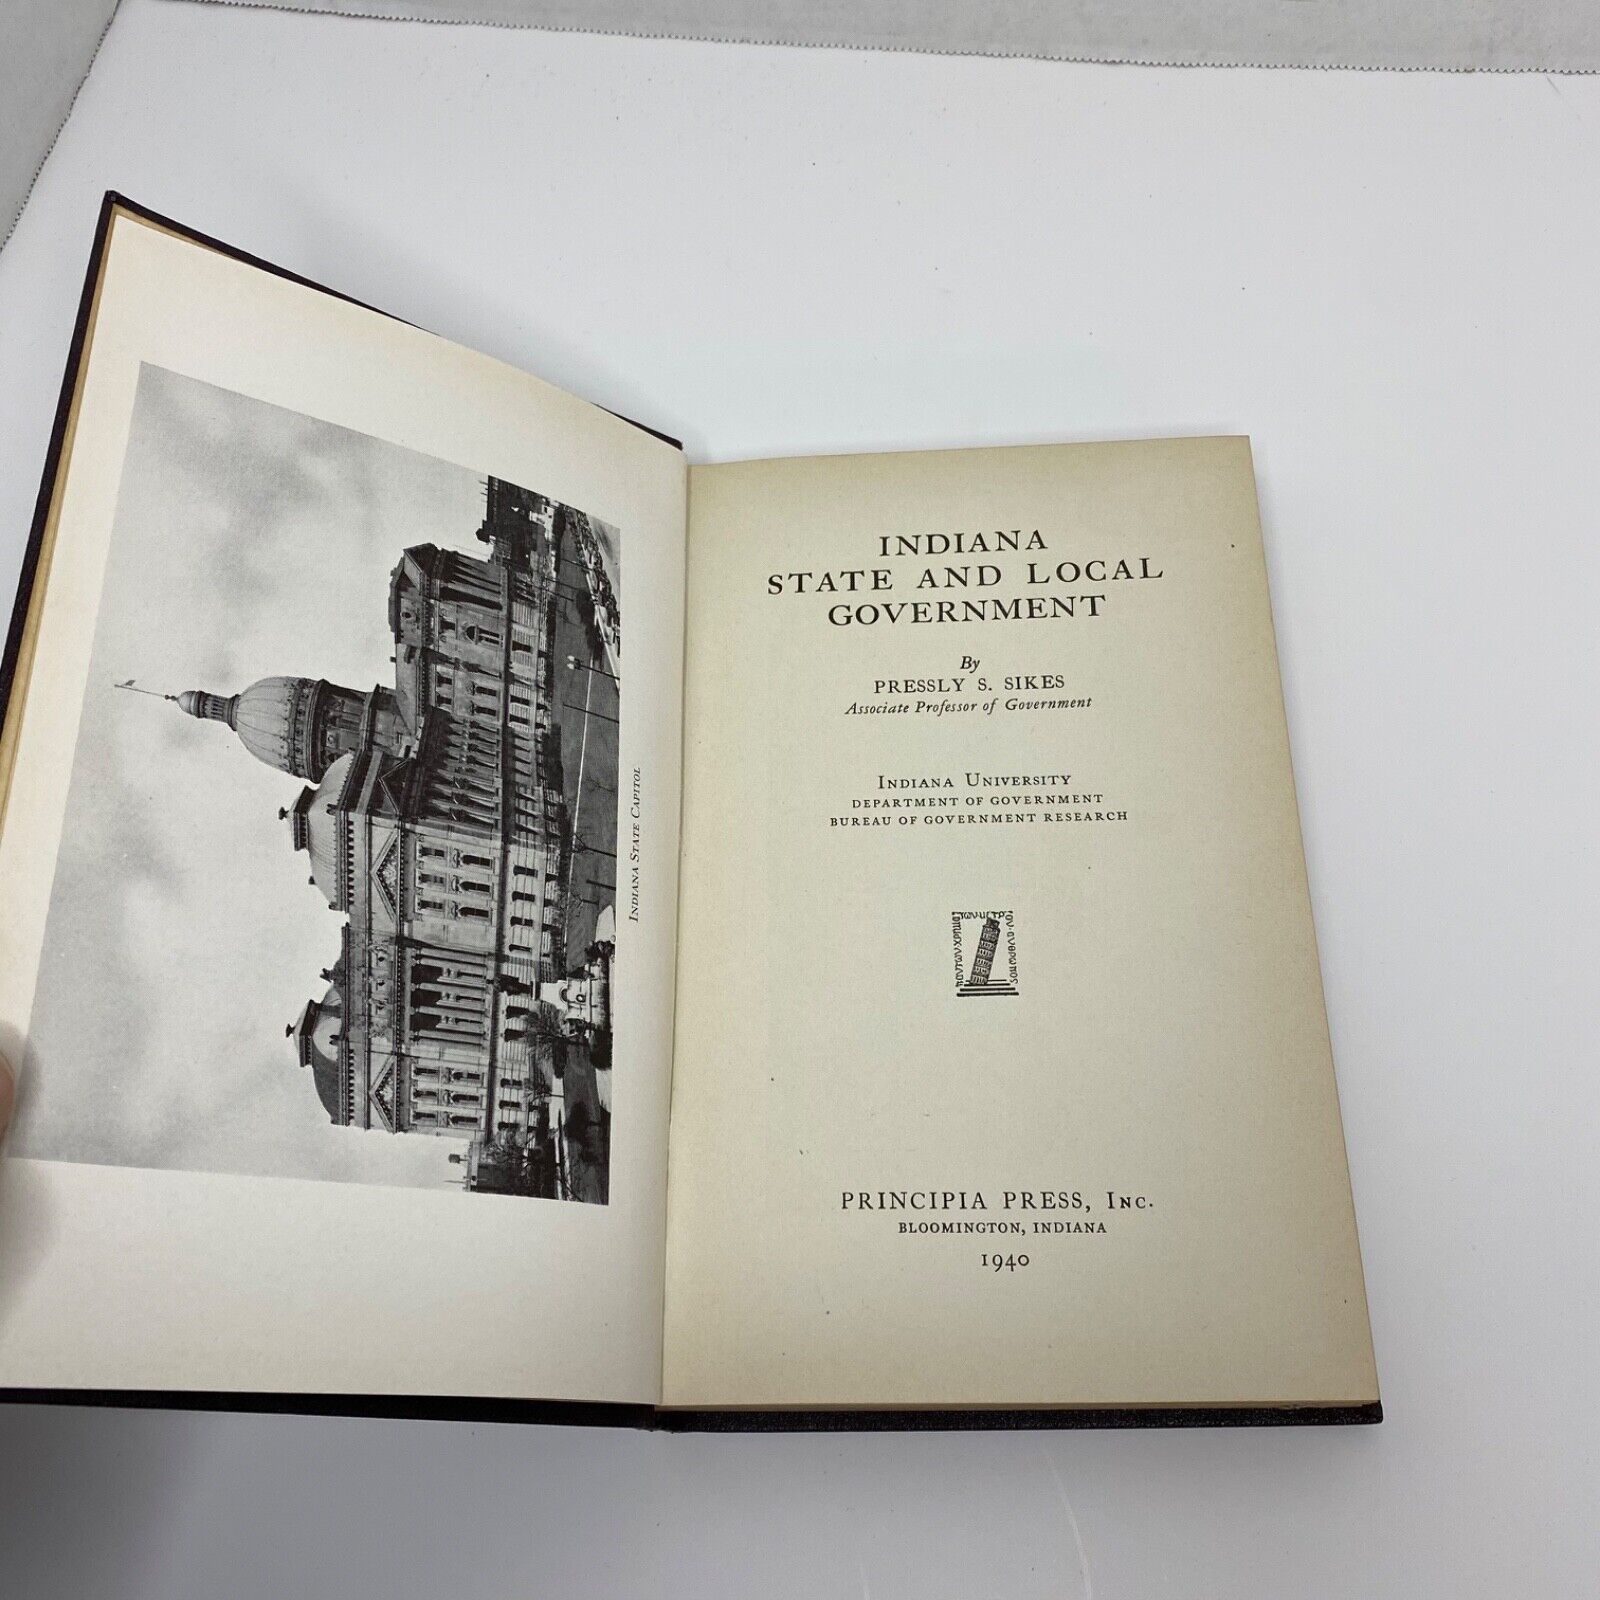 INDIANA STATE CAPITOL
INDIANA
STATE AND LOCAL
GOVERNMENT
By
PRESSLY S. SIKES
Associate Professor of Government
INDIANA UNIVERSITY
DEPARTMENT OF GOVERNMENT
BUREAU OF GOVERNMENT RESEARCH
PRINCIPIA PRESS, INC.
BLOOMINGTON, INDIANA
1940